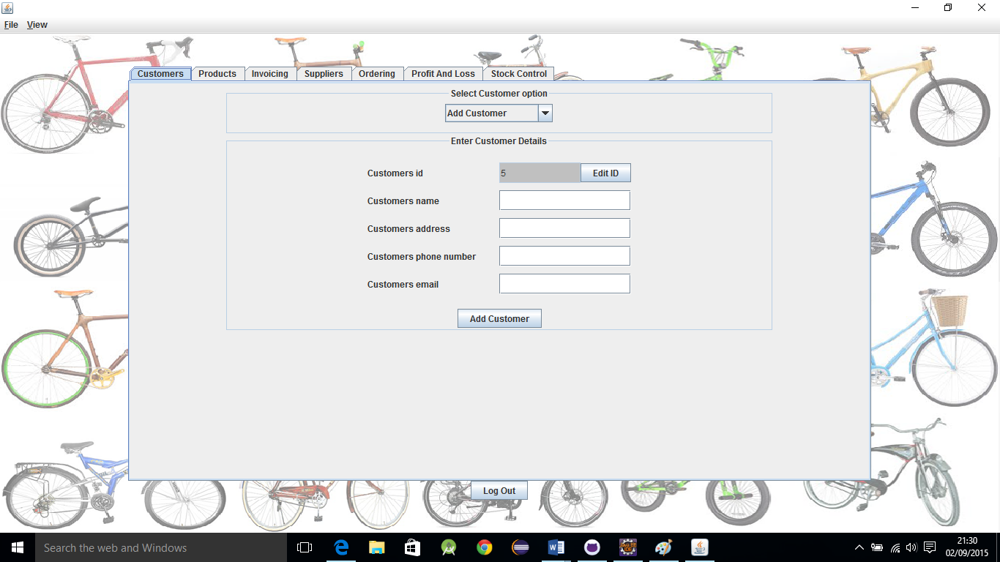 File View
Customers Products Invoicing Suppliers Ordering Profit And Loss Stock Control
Select Customer option
Add Customer
Enter Customer Details
Customers id 5 Edit ID
Customers name
Customers address
Customers phone number
Customers email
Add Customer
Log Out
Search the web and Windows
21:30
02/09/2015